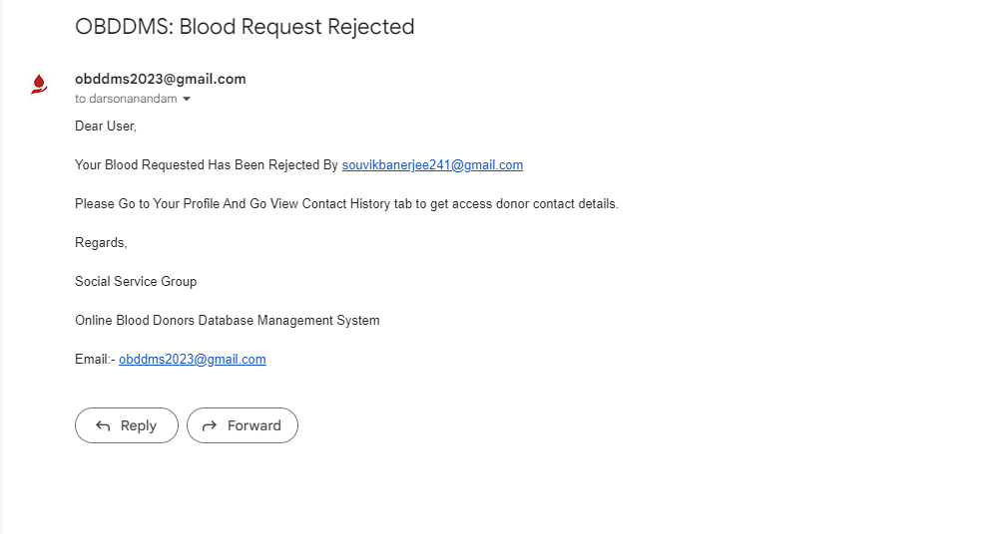 OBDDMS: Blood Request Rejected
obddms2023@gmail.com
to darsonanandam
Dear User,
Your Blood Requested Has Been Rejected By souvikbanerjee241@gmail.com
Please Go to Your Profile And Go View Contact History tab to get access donor contact details.
Regards,
Social Service Group
Online Blood Donors Database Management System
Email:- obddms2023@gmail.com
Reply Forward